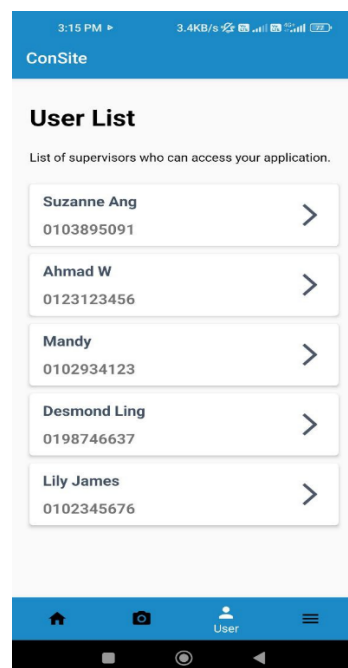 3:15 PM 3.4KB/s
ConSite
User List
List of supervisors who can access your application.
Suzanne Ang
0103895091
Ahmad W
0123123456
Mandy
0102934123
Desmond Ling
0198746637
Lily James
0102345676
User